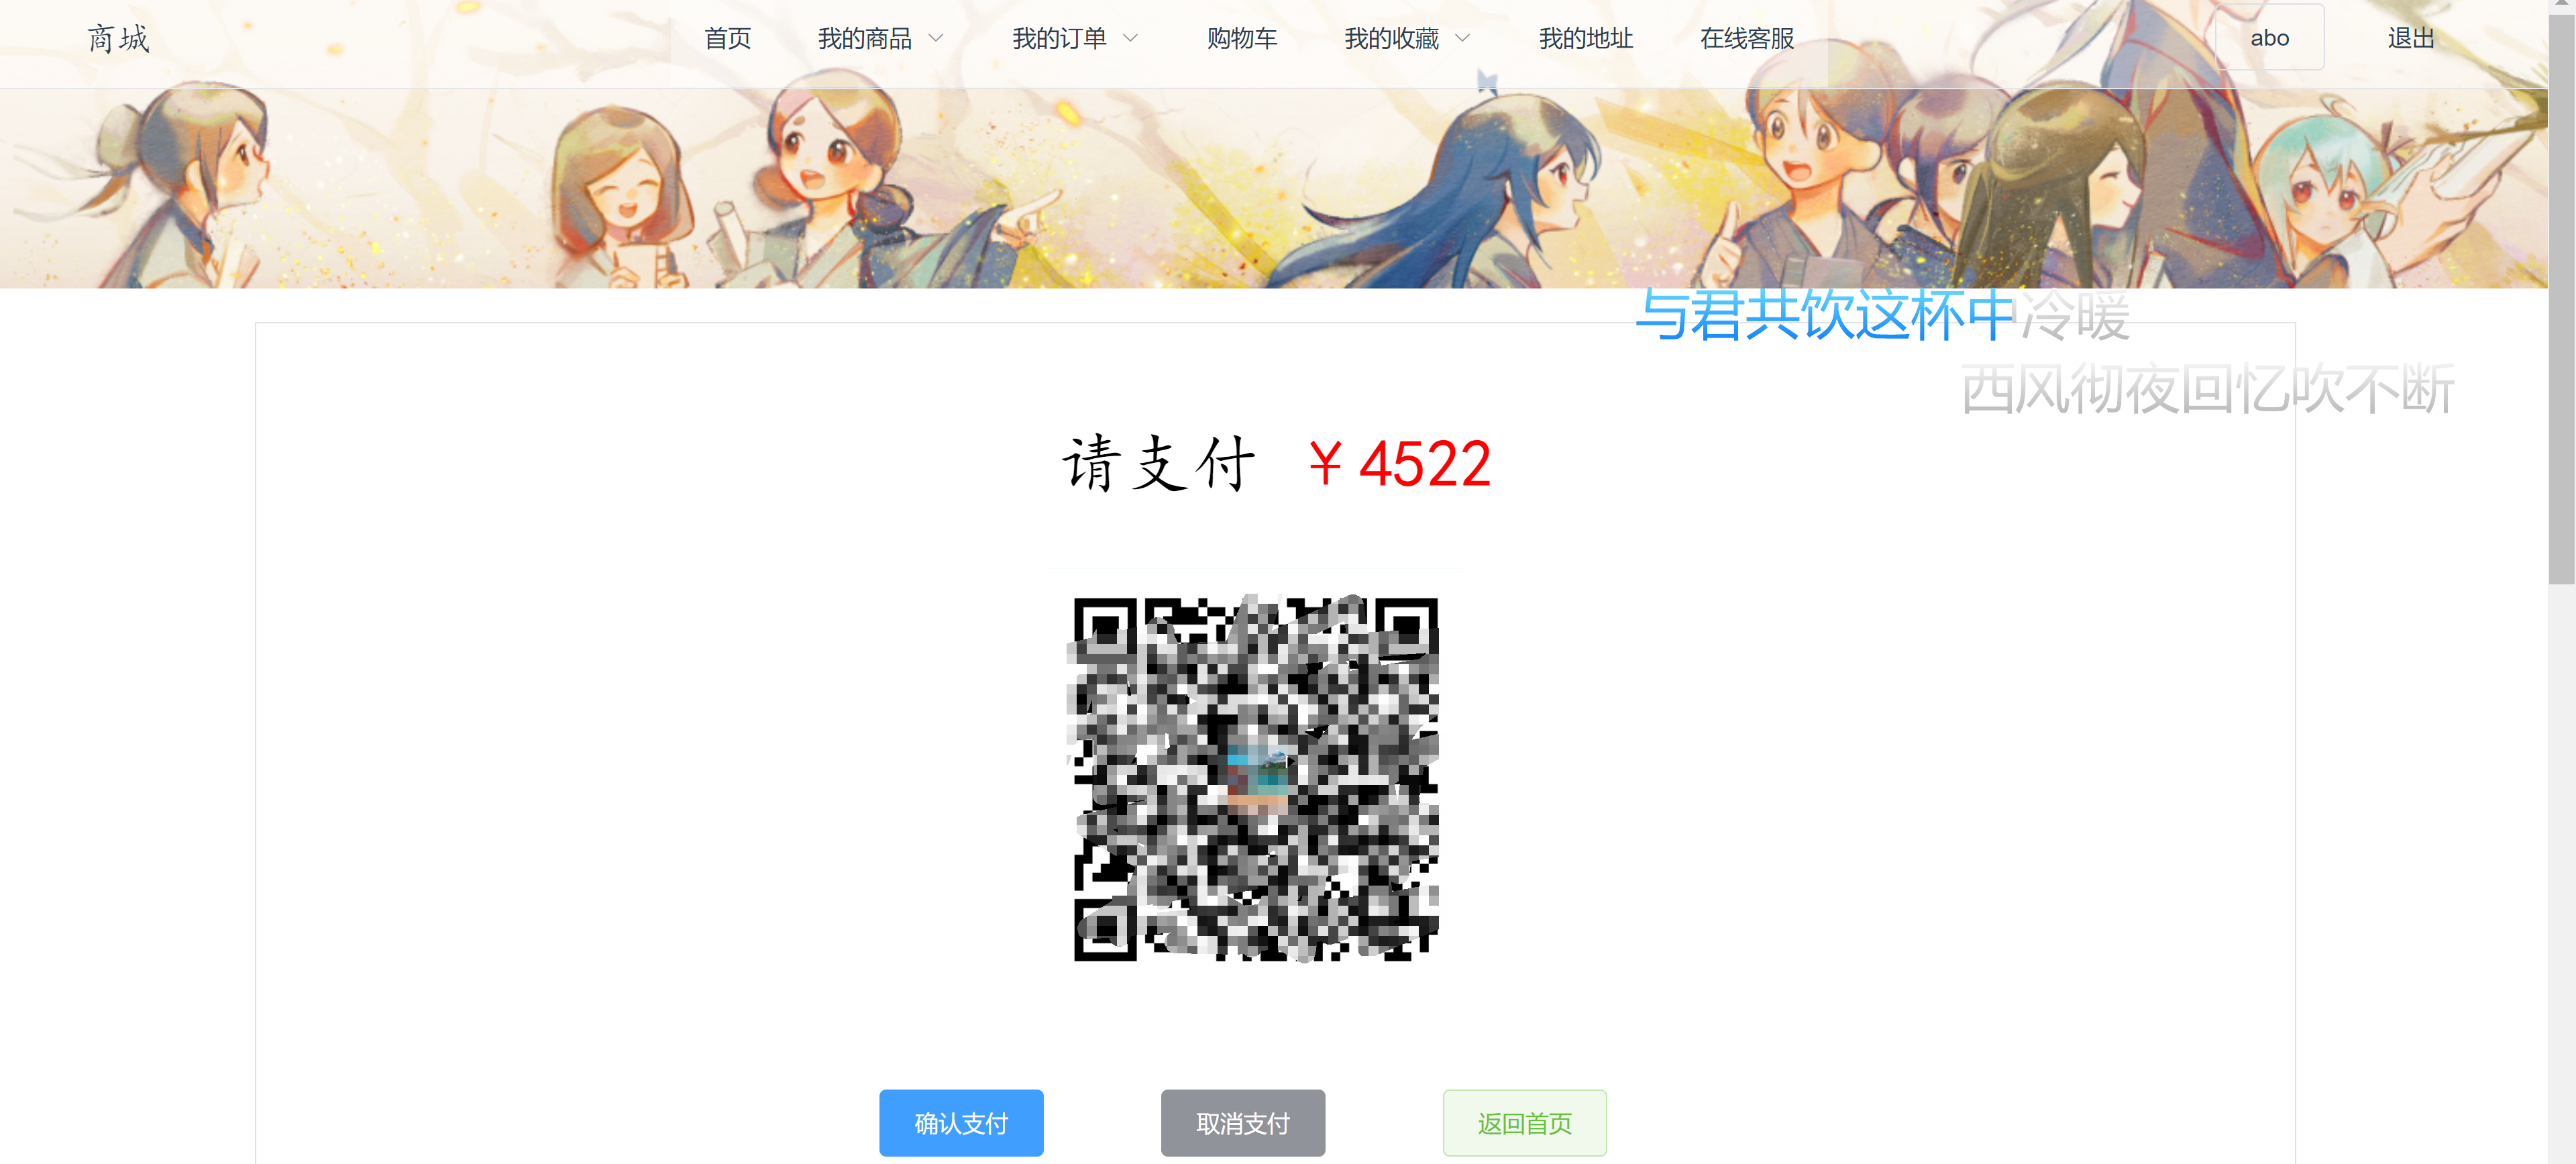 商城 首页 我的商品 我的订单 购物车 我的收藏 我的地址 在线客服 abo 退出
与君共饮这杯中冷暖
西风彻夜回忆吹不断
请支付 ￥4522
确认支付 取消支付 返回首页